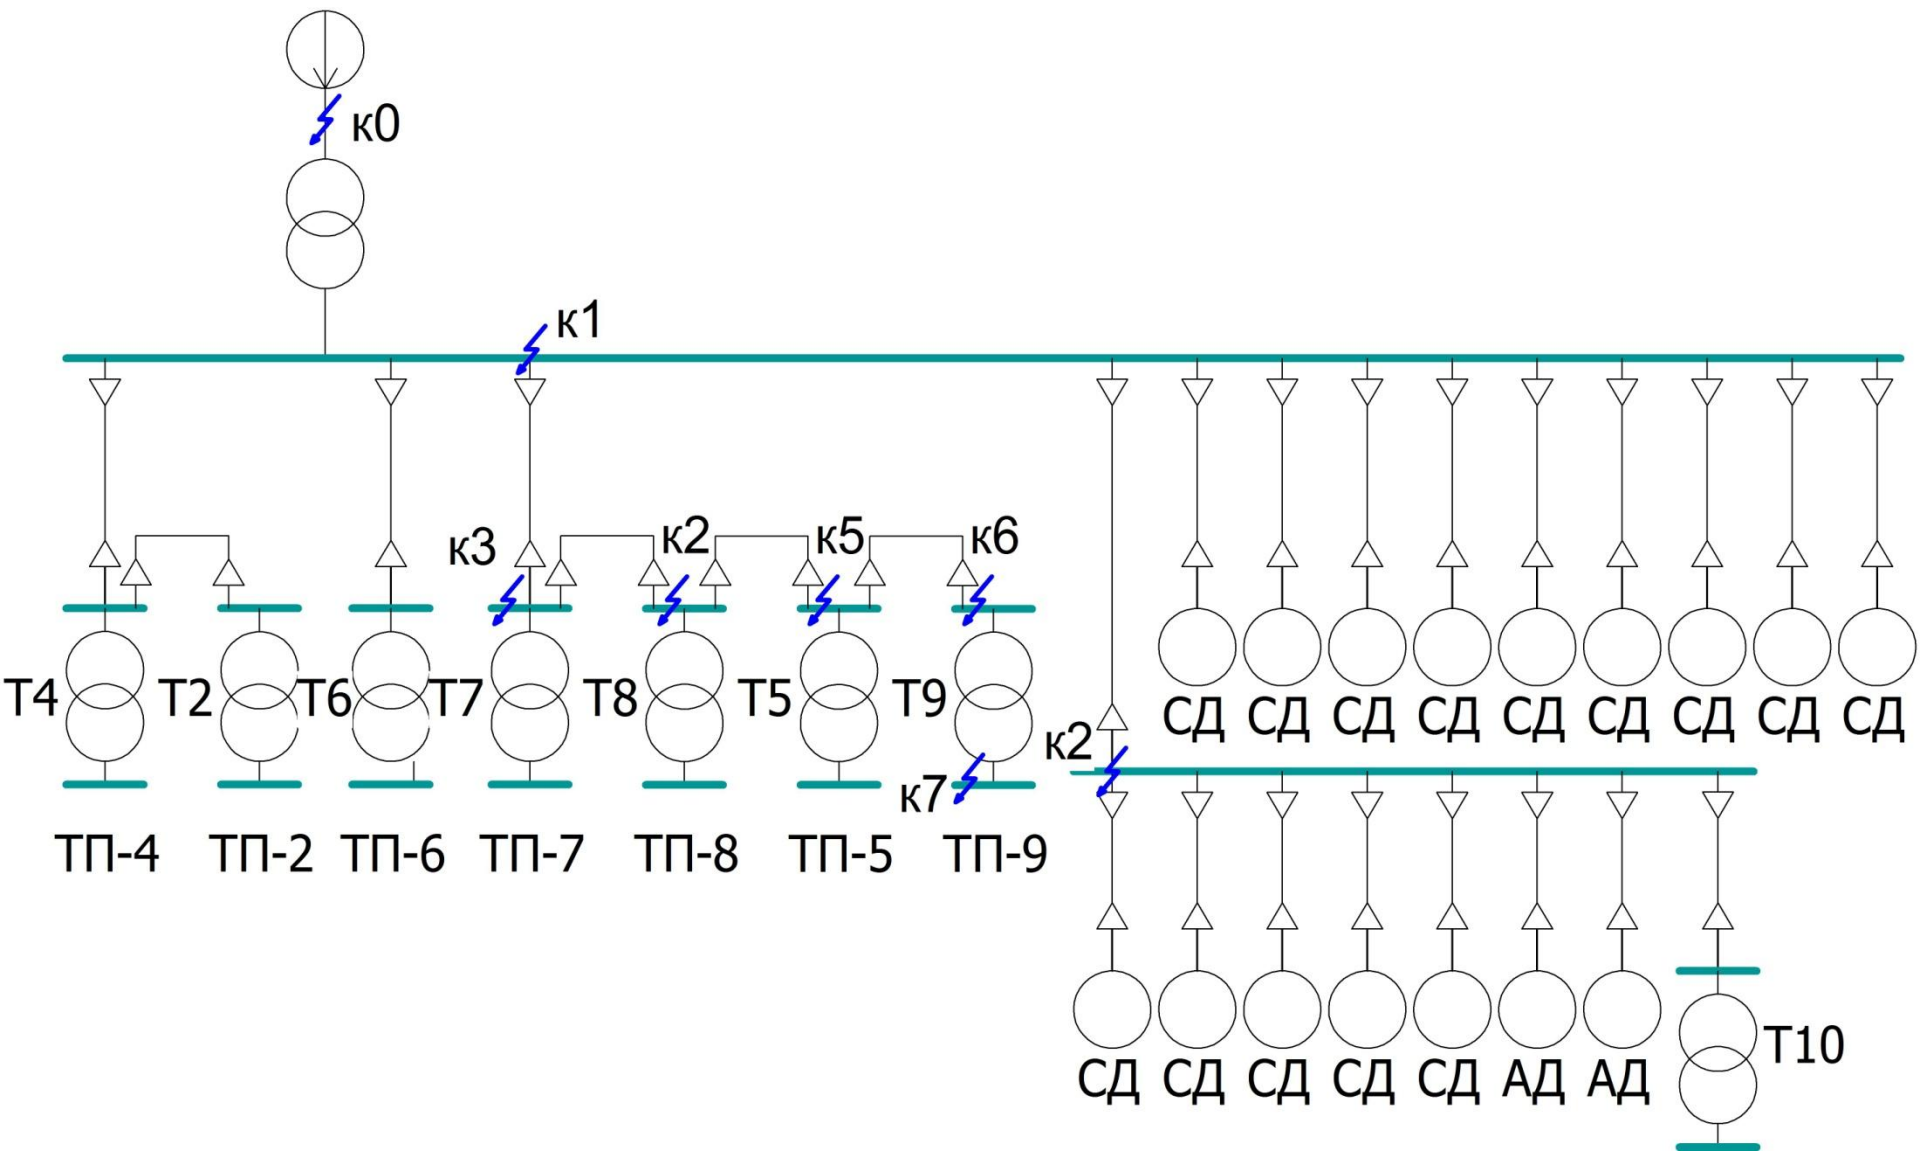 к0
к1
к3
к2
к5
к6
Т4
Т2
Т6
Т7
Т8
Т5
Т9
СД СД СД СД СД СД СД СД СД
к2
к7
ТП-4 ТП-2 ТП-6 ТП-7 ТП-8 ТП-5 ТП-9
Т10
СД СД СД СД СД АД АД